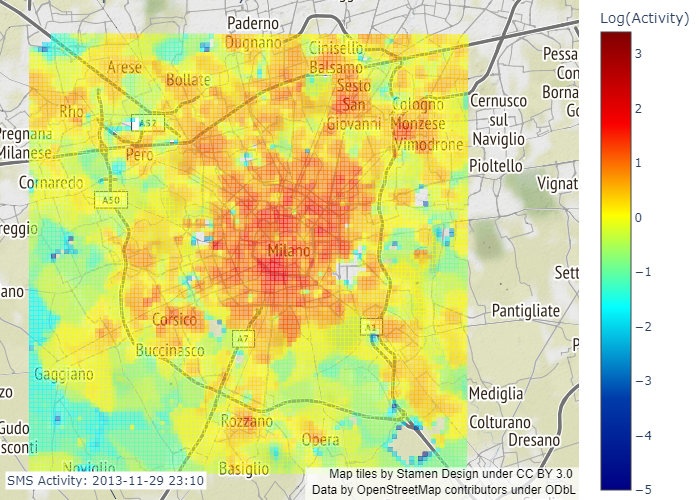 Paderno
Dugnano
Cinisello
Balsamo
Arese
Bollate
Sesto
San
Giovanni
Rho
A52
Cologno
Monzese
Vimodrone
Cernusco
sul
Naviglio
Pessa
Con
Borna
Go
Pregnana
Milanese
Pero
Pioltello
Cornaredo
A50
Vignat
reggio
Milano
Sett
ano
Pantigliate
Corsico
A7
Buccinasco
P
Gaggiano
zo
Mediglia
Rozzano
Colturano
Gudo
sconti
Opera
Dresano
Noviglio
Basiglio
SMS Activity: 2013-11-29 23:10
Map tiles by Stamen Design under CC BY 3.0
Data by OpenStreetMap contributors under ODbL
Log(Activity)
3
2
1
0
−1
−2
−3
−4
−5